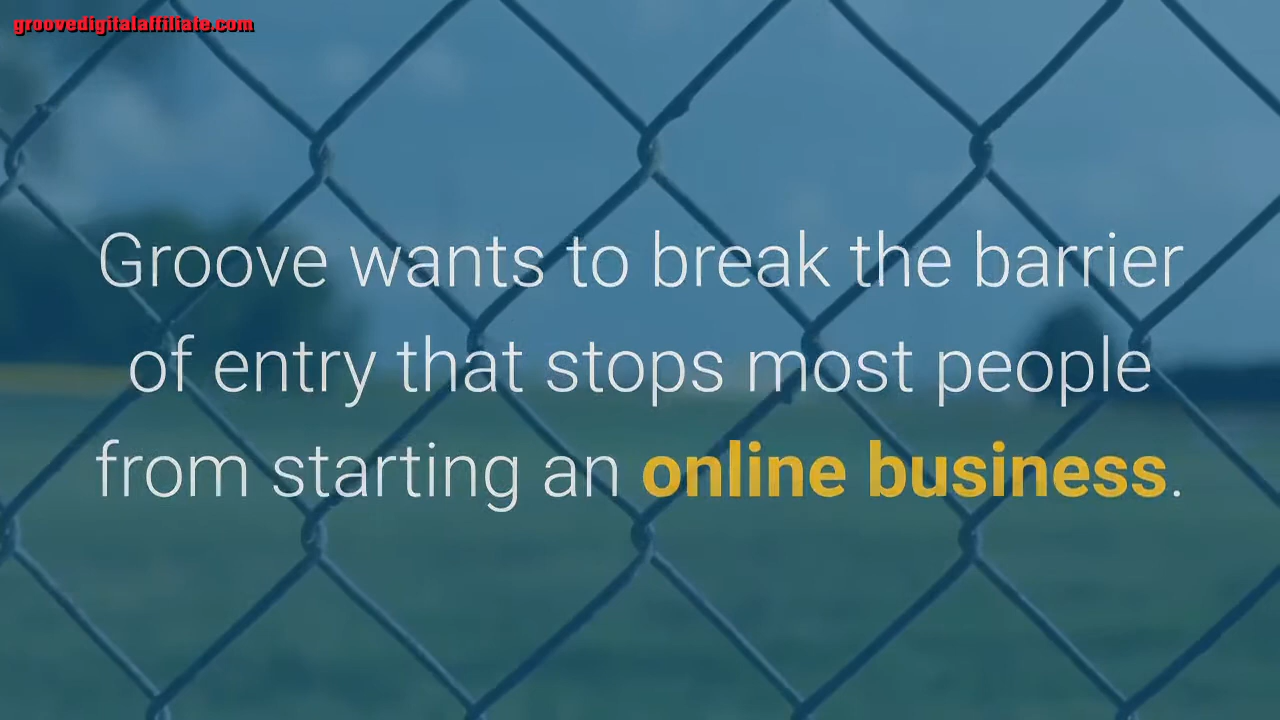 groovedigitalaffiliate.com
Groove wants to break the barrier
of entry that stops most people
from starting an online business.